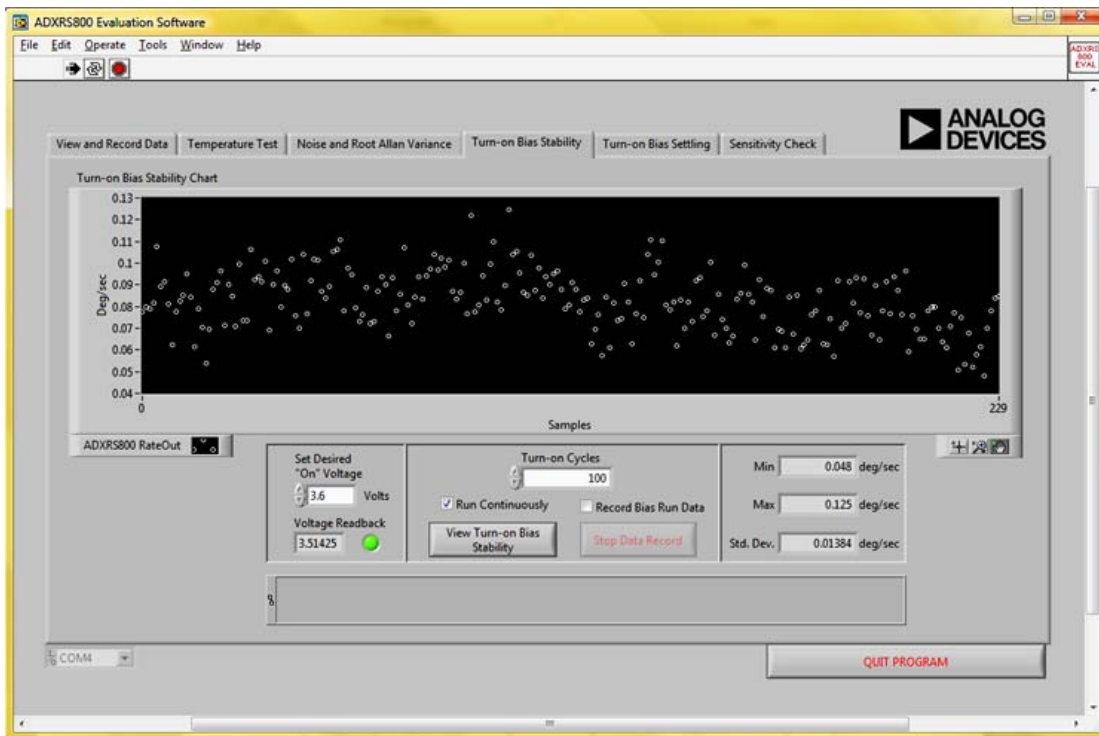 ADXRS800 Evaluation Software
File Edit Operate Tools Window Help
ADXRS
800
EVAL
ANALOG
DEVICES
View and Record Data Temperature Test Noise and Root Allan Variance Turn-on Bias Stability Turn-on Bias Settling Sensitivity Check
Turn-on Bias Stability Chart
0.13
0.12
0.11
0.1
0.09
0.08
0.07
0.06
0.05
0.04
Deg/sec
0 229
Samples
ADXRS800 RateOut
Set Desired
"On" Voltage
3.6 Volts
Voltage Readback
3.51425
Turn-on Cycles
100
Run Continuously Record Bias Run Data
View Turn-on Bias
Stability
Stop Data Record
Min 0.048 deg/sec
Max 0.125 deg/sec
Std. Dev. 0.01384 deg/sec
COM4
QUIT PROGRAM